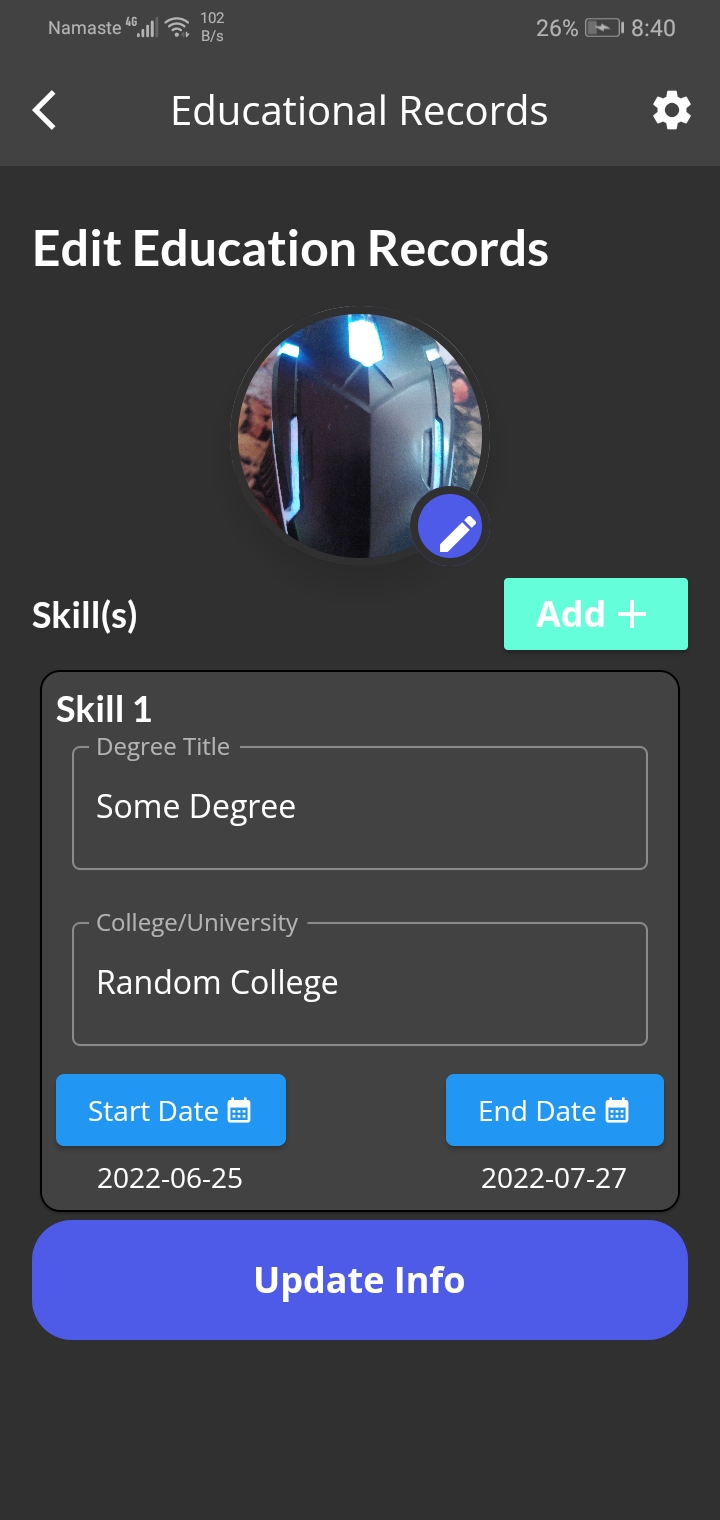 Namaste 4G 102 B/s 26% 8:40
Educational Records
Edit Education Records
Skill(s) Add +
Skill 1
Degree Title
Some Degree
College/University
Random College
Start Date End Date
2022-06-25 2022-07-27
Update Info